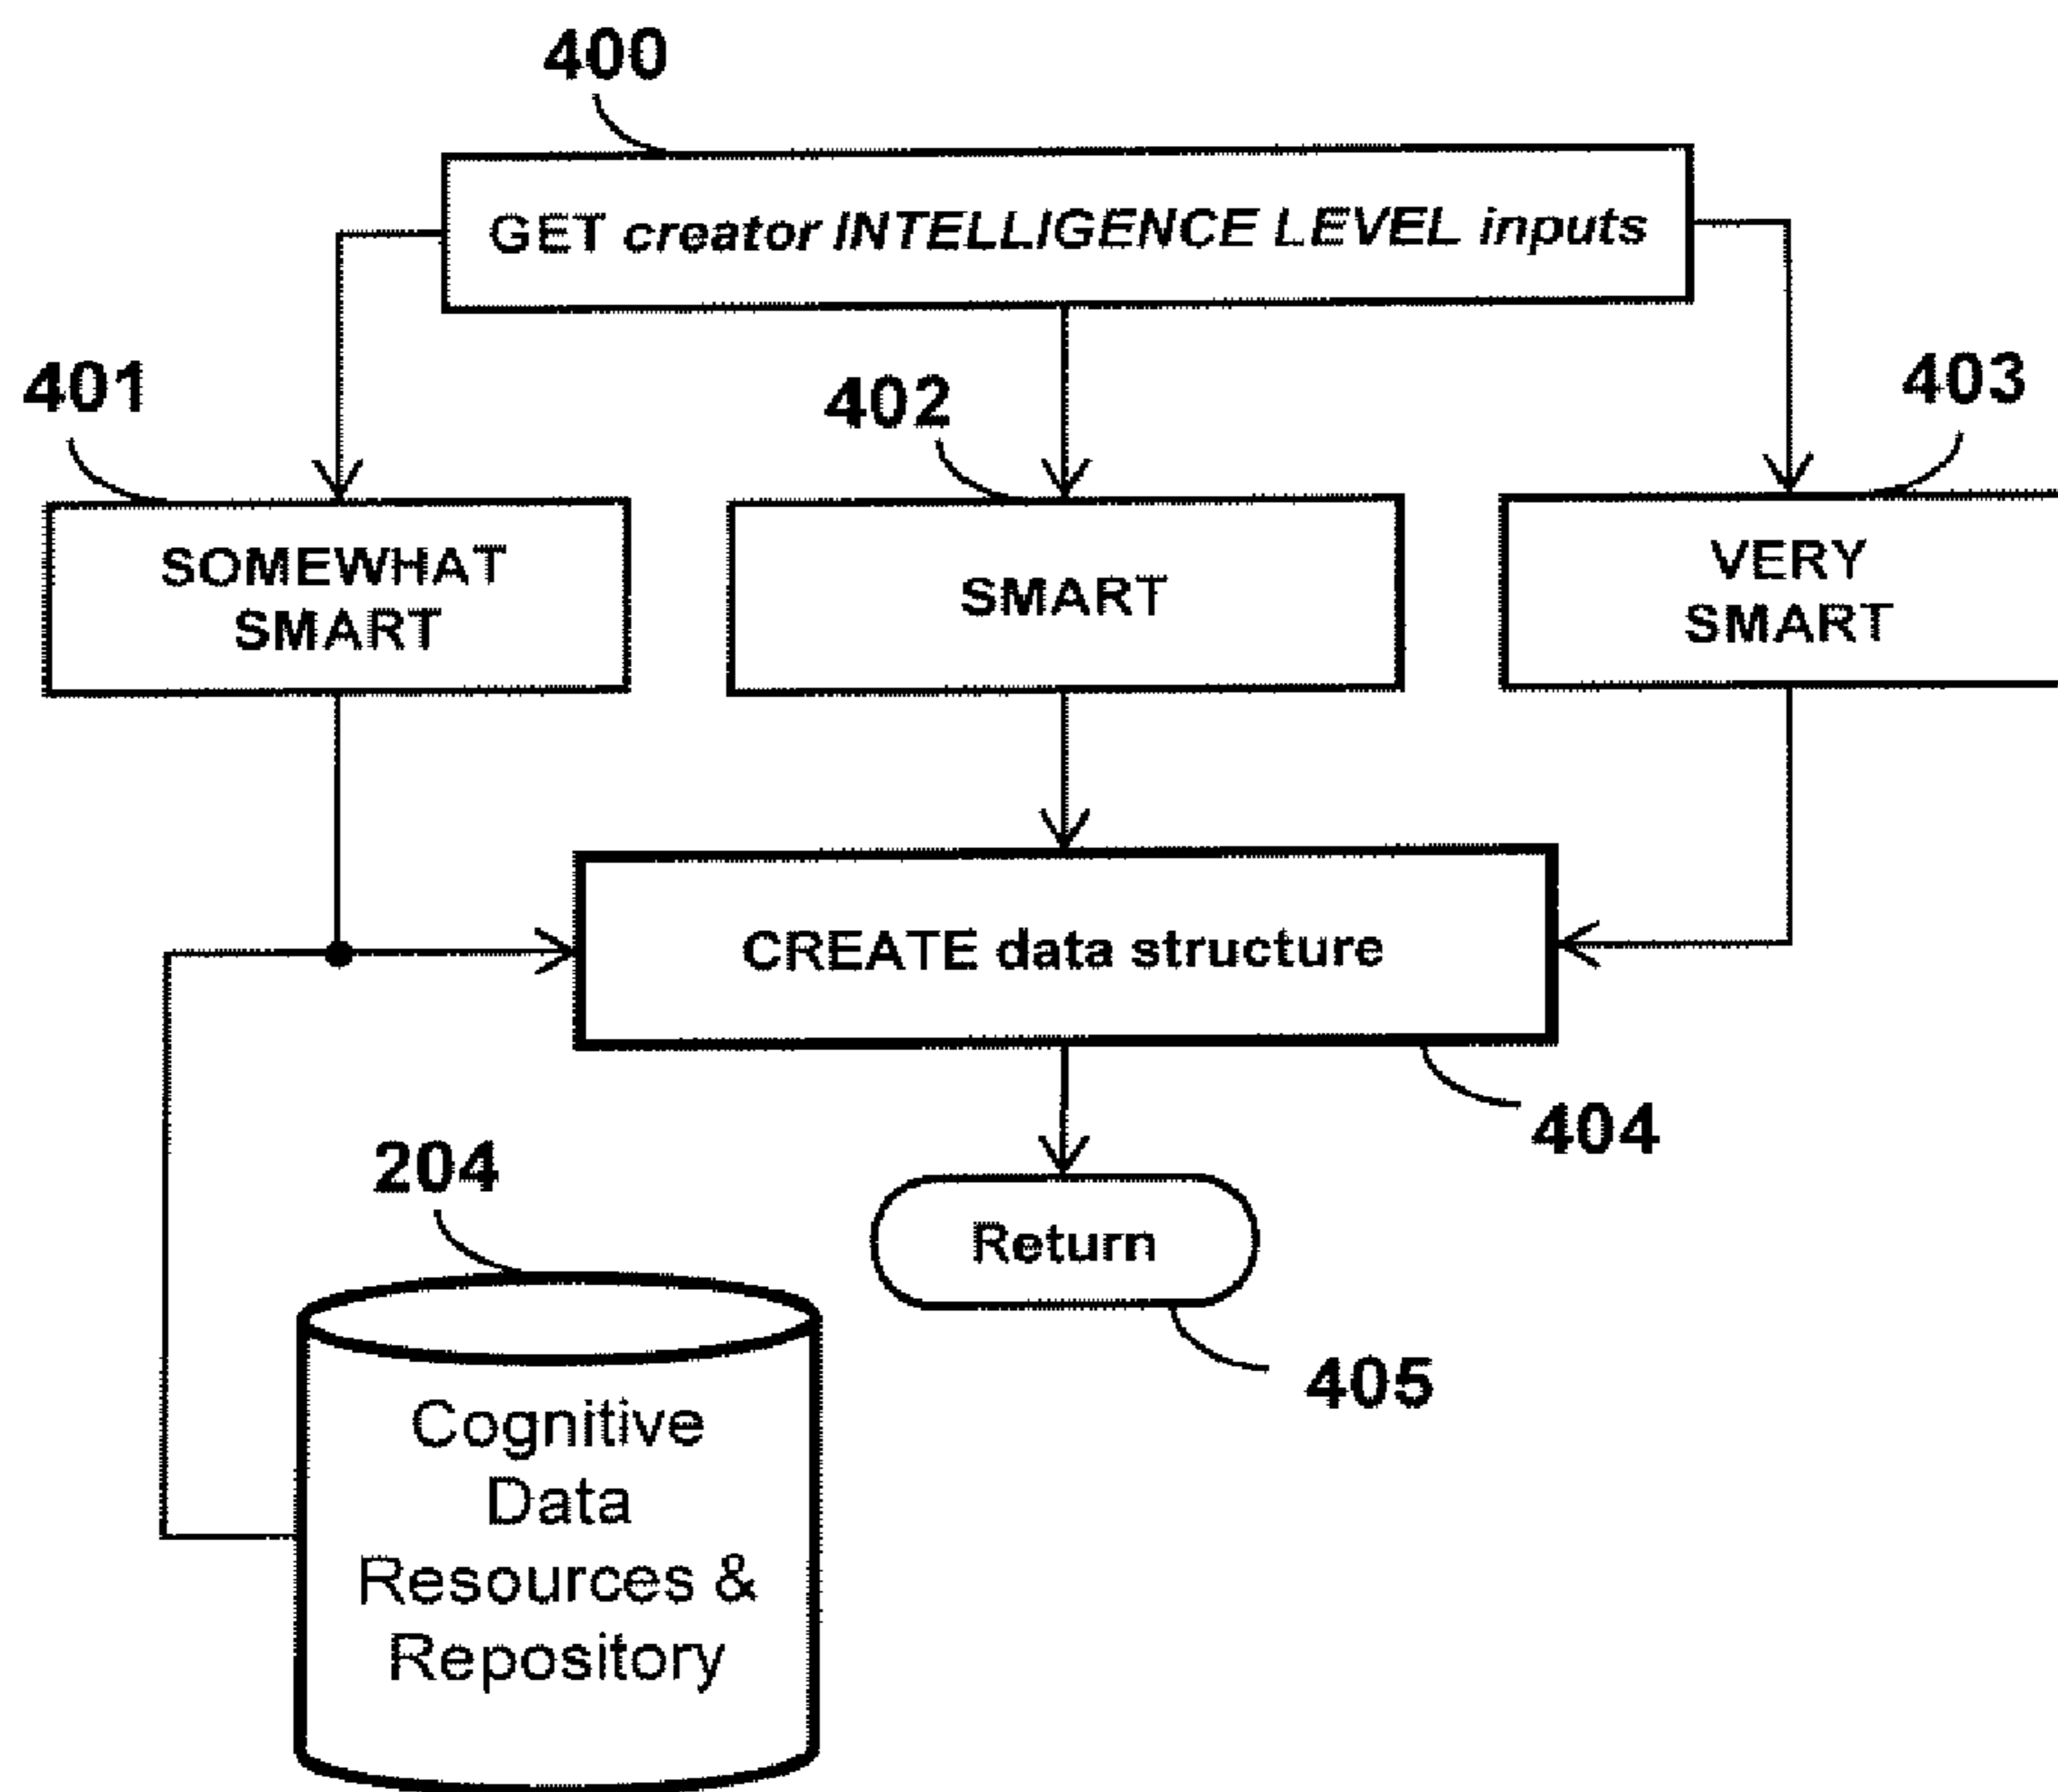 400
GET creator INTELLIGENCE LEVEL inputs
401
402
403
SOMEWHAT
SMART
SMART
VERY
SMART
CREATE data structure
404
204
Return
405
Cognitive
Data
Resources &
Repository